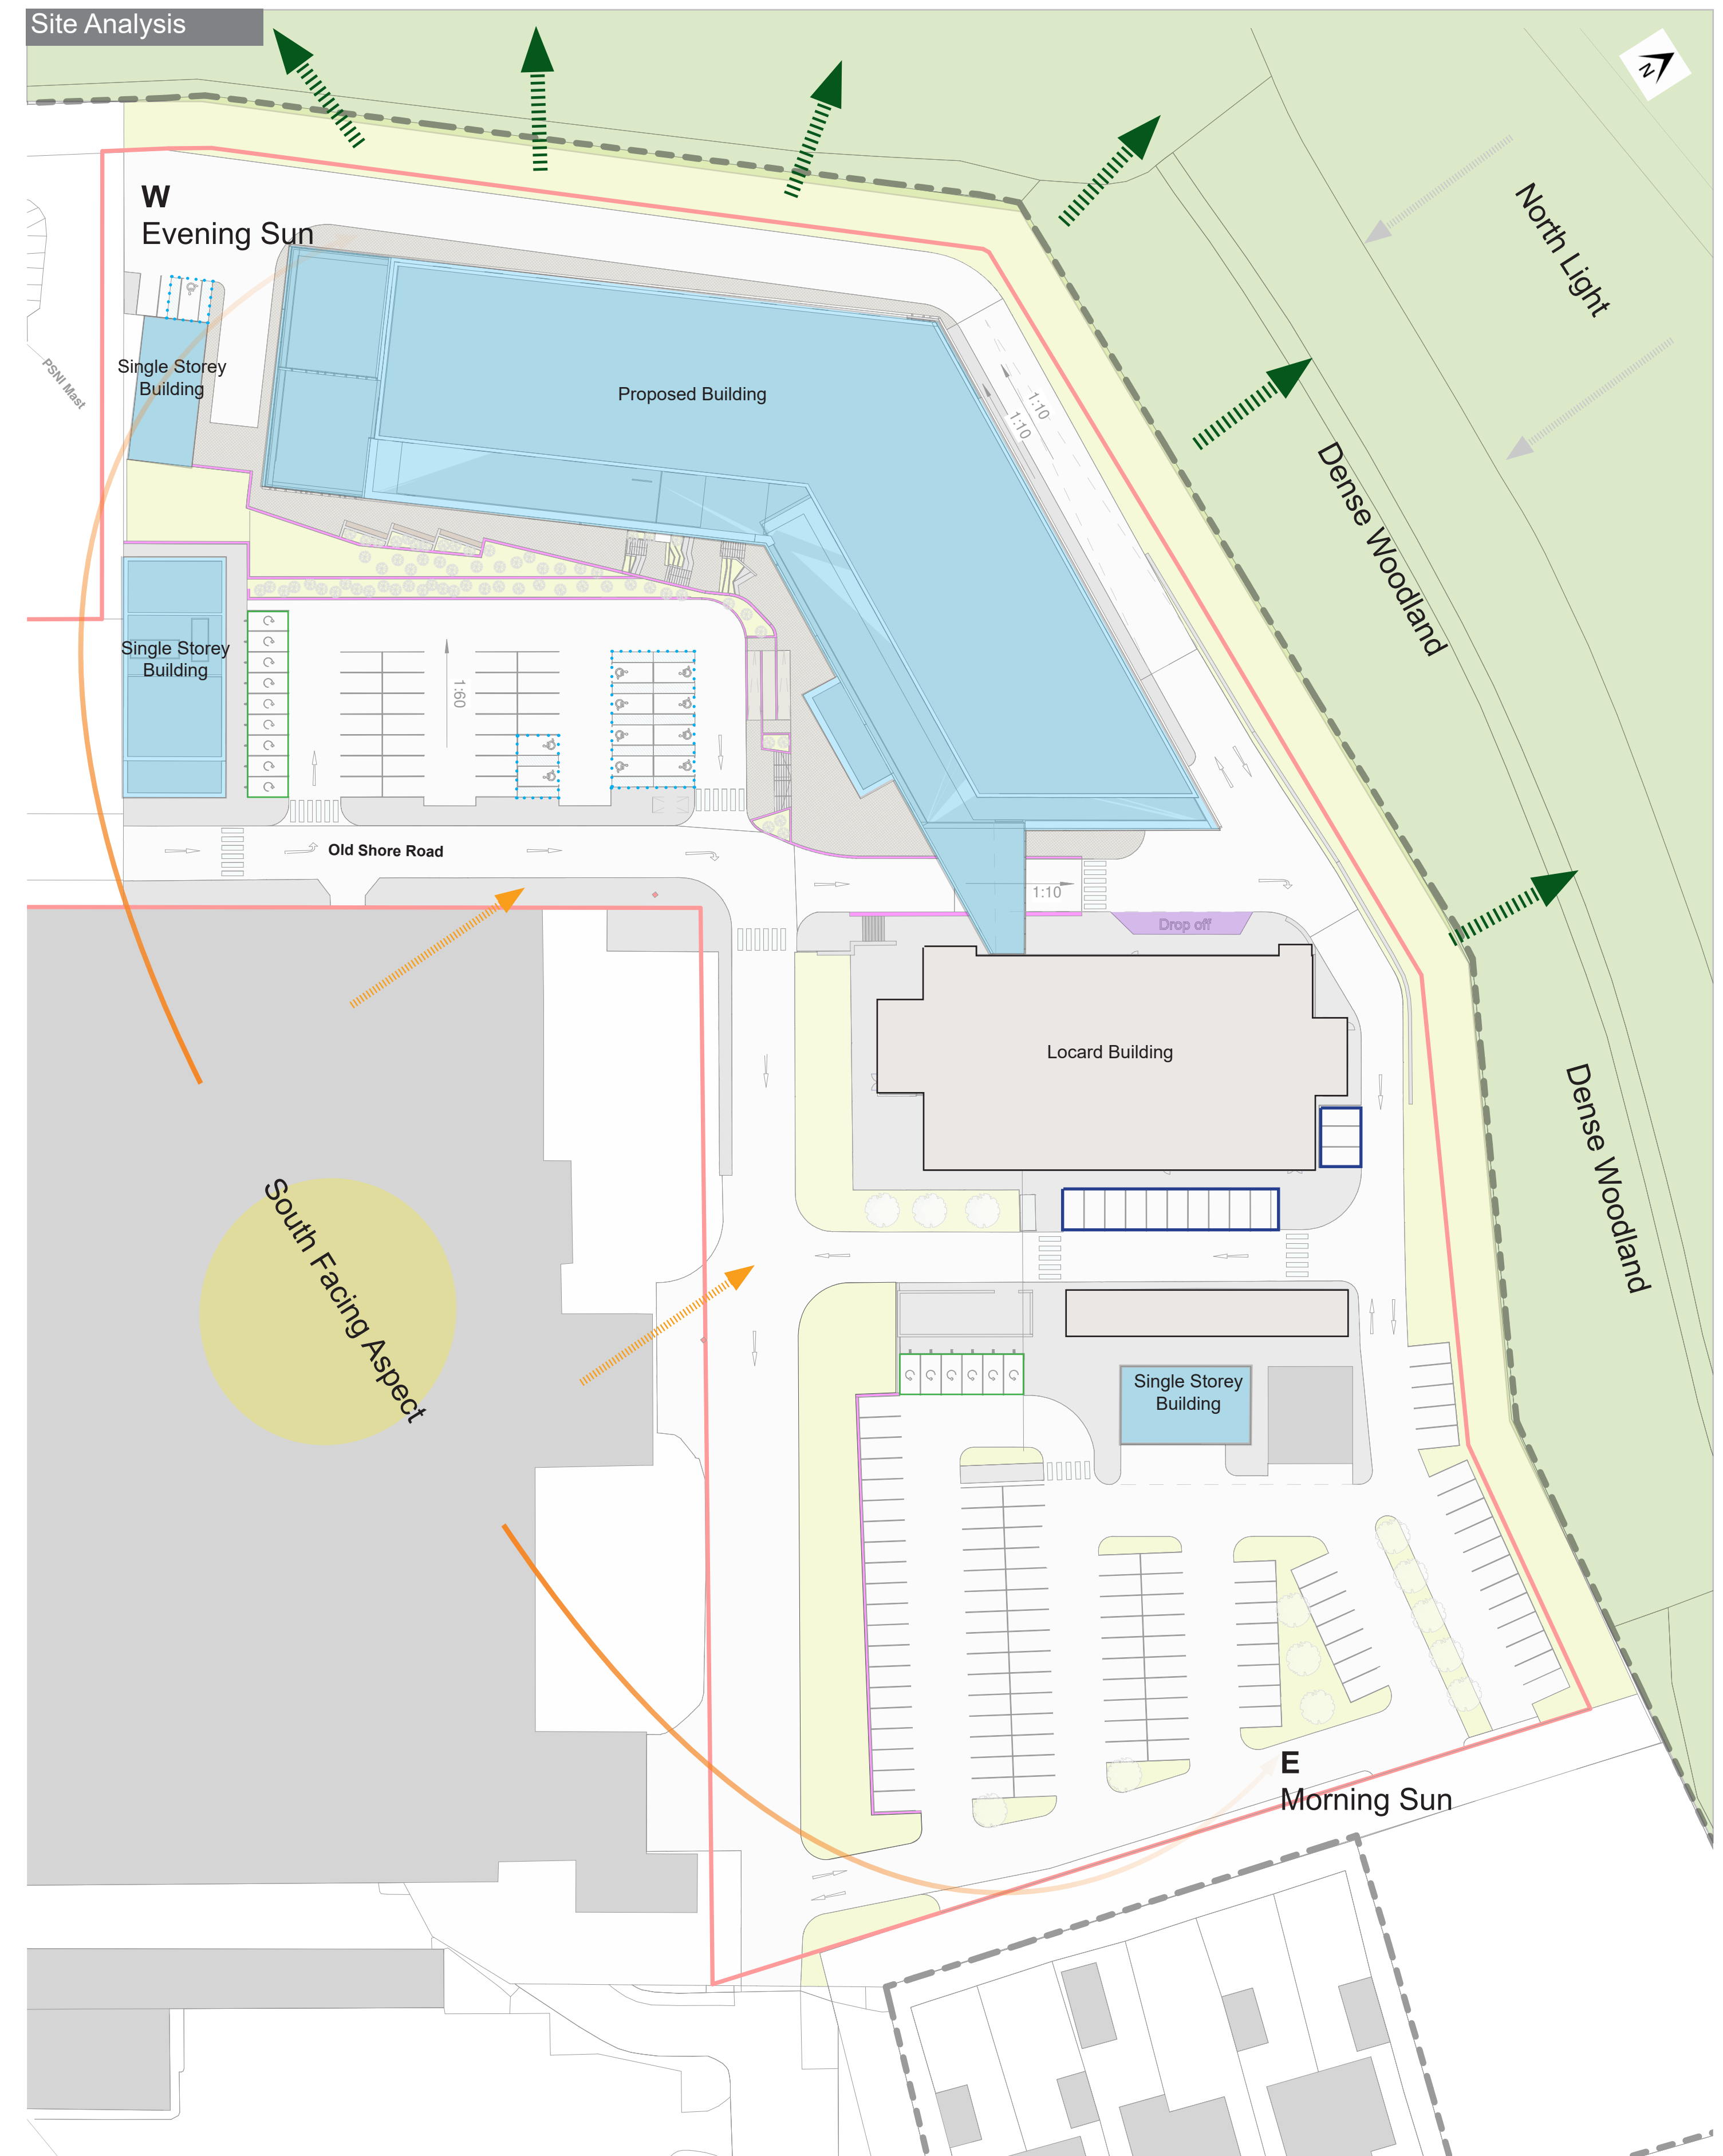 Site Analysis
N
W
Evening Sun
North Light
Single Storey
Building
PSNI Mast
Proposed Building
1:10
1:10
Dense Woodland
Single Storey
Building
1:60
Old Shore Road
1:10
Drop off
Locard Building
Dense Woodland
South Facing Aspect
Single Storey
Building
E
Morning Sun